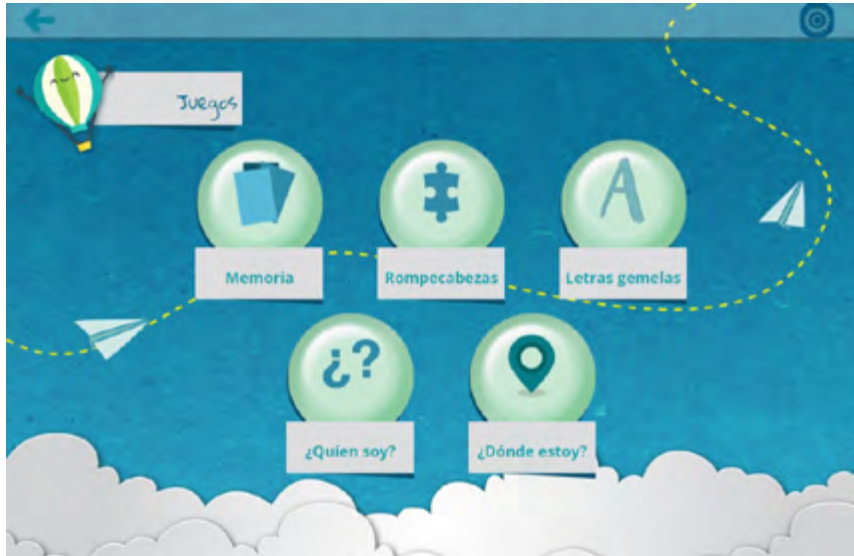 Juegos
A
Memoria
Rompecabezas
Letras gemelas
¿?
¿Quien soy?
¿Dónde estoy?